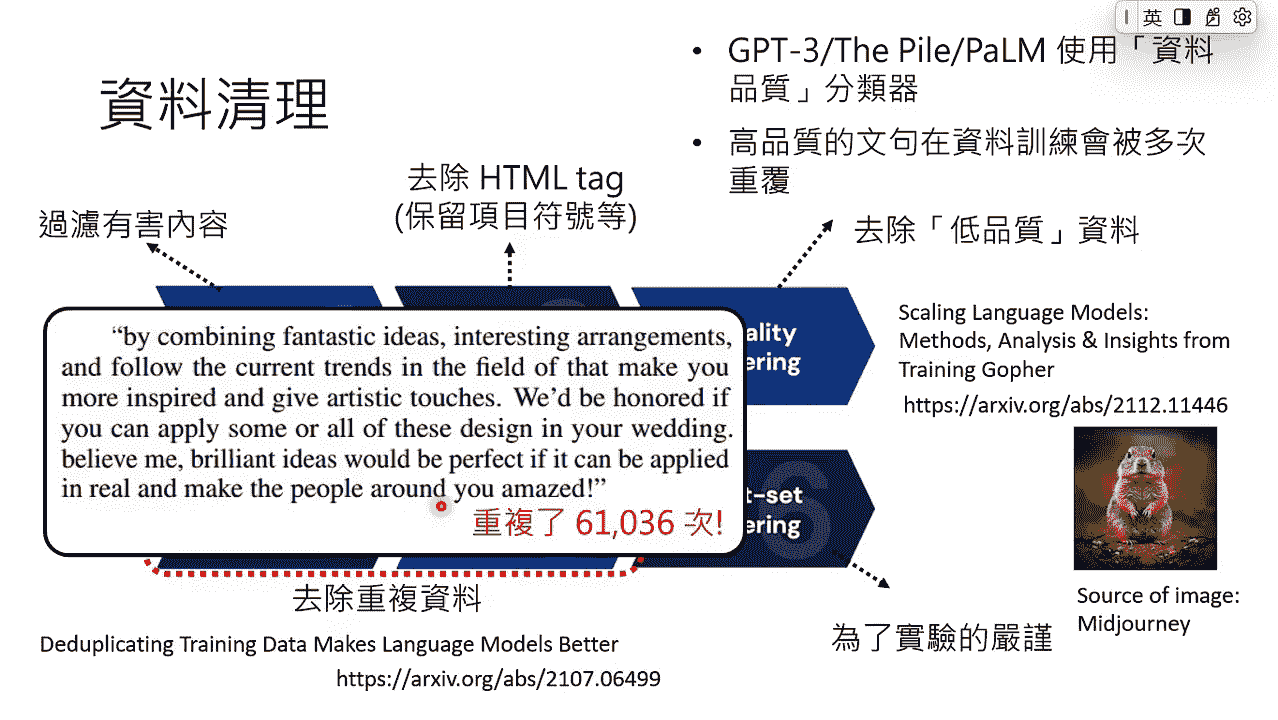 英
資料清理
• GPT-3/The Pile/PaLM 使用「資料
品質」分類器
• 高品質的文句在資料訓練會被多次
重覆
過濾有害內容
去除 HTML tag
(保留項目符號等)
去除「低品質」資料
“by combining fantastic ideas, interesting arrangements,
and follow the current trends in the field of that make you
more inspired and give artistic touches. We’d be honored if
you can apply some or all of these design in your wedding.
believe me, brilliant ideas would be perfect if it can be applied
in real and make the people around you amazed!”
重複了 61,036 次!
ality
ering
t-set
ering
6
Scaling Language Models:
Methods, Analysis & Insights from
Training Gopher
https://arxiv.org/abs/2112.11446
Source of image:
Midjourney
去除重複資料
為了實驗的嚴謹
Deduplicating Training Data Makes Language Models Better
https://arxiv.org/abs/2107.06499